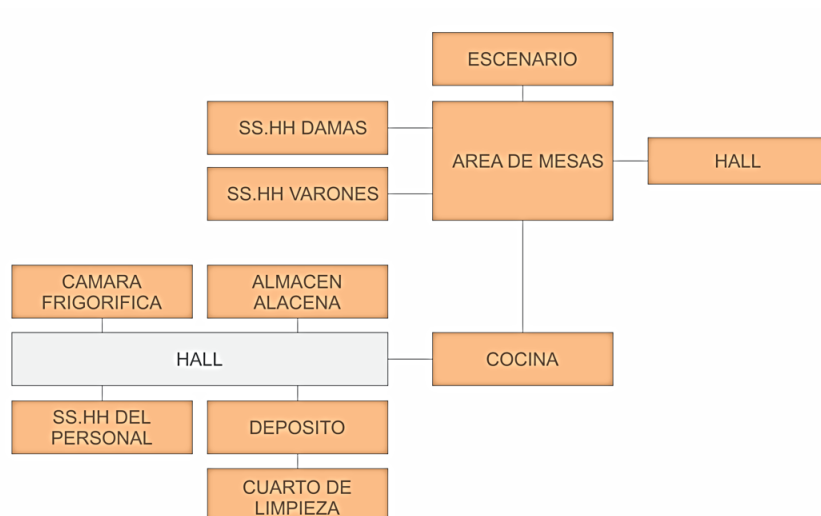 ESCENARIO
SS.HH DAMAS
AREA DE MESAS
HALL
SS.HH VARONES
CAMARA
FRIGORIFICA
ALMACEN
ALACENA
HALL
COCINA
SS.HH DEL
PERSONAL
DEPOSITO
CUARTO DE
LIMPIEZA